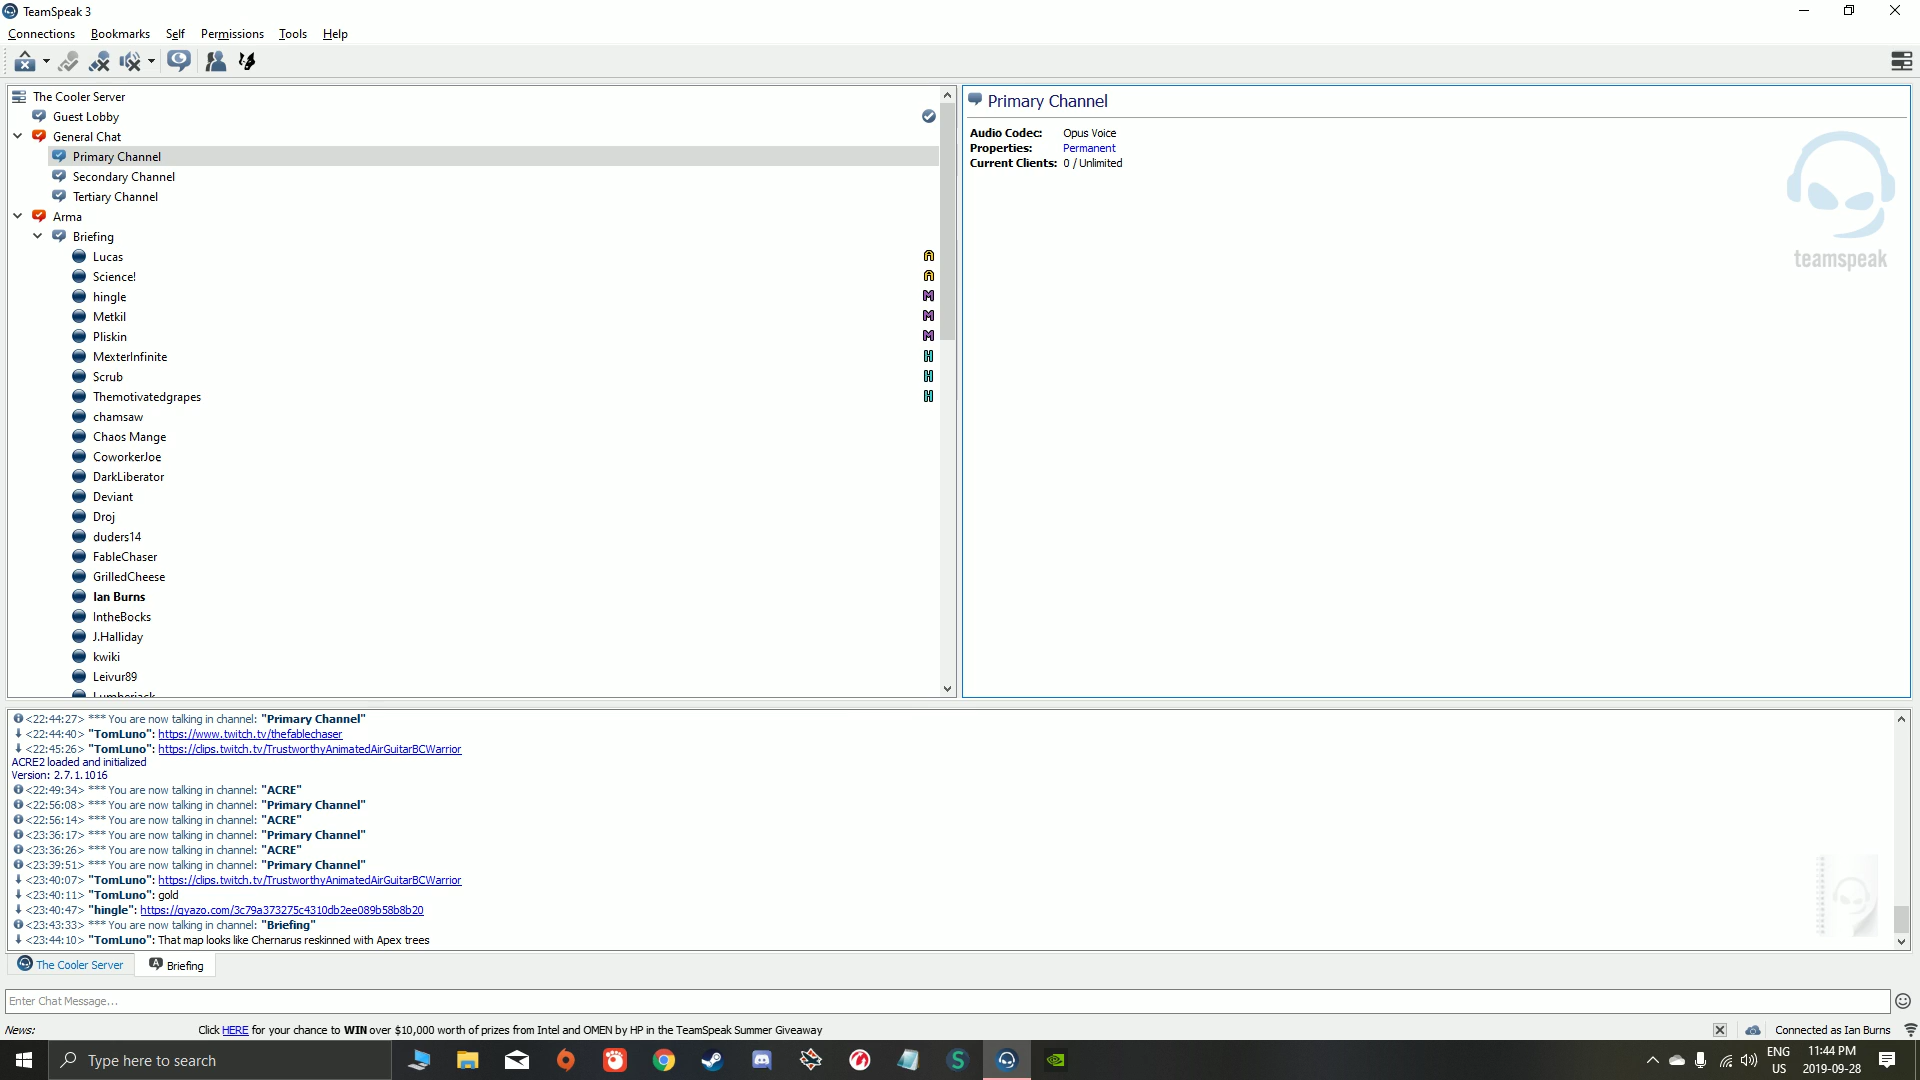 TeamSpeak 3
Connections Bookmarks Self Permissions Tools Help
The Cooler Server
Guest Lobby
General Chat
Primary Channel
Secondary Channel
Tertiary Channel
Arma
Briefing
Lucas A
Science! A
hingle M
Metkil M
Pliskin M
MexterInfinite H
Scrub H
Themotivatedgrapes H
chamsaw
Chaos Mange
CoworkerJoe
DarkLiberator
Deviant
Droj
duders14
FableChaser
GrilledCheese
Ian Burns
IntheBocks
J.Halliday
kwiki
Leivur89
Lumberjack
Primary Channel
Audio Codec: Opus Voice
Properties: Permanent
Current Clients: 0 / Unlimited
teamspeak
<22:44:27> *** You are now talking in channel: "Primary Channel"
<22:44:40> "TomLuno": https://www.twitch.tv/thefablechaser
<22:45:26> "TomLuno": https://clips.twitch.tv/TrustworthyAnimatedAirGuitarBCWarrior
ACRE2 loaded and initialized
Version: 2.7.1.1016
<22:49:34> *** You are now talking in channel: "ACRE"
<22:56:08> *** You are now talking in channel: "Primary Channel"
<22:56:14> *** You are now talking in channel: "ACRE"
<23:36:17> *** You are now talking in channel: "Primary Channel"
<23:36:26> *** You are now talking in channel: "ACRE"
<23:39:51> *** You are now talking in channel: "Primary Channel"
<23:40:07> "TomLuno": https://clips.twitch.tv/TrustworthyAnimatedAirGuitarBCWarrior
<23:40:11> "TomLuno": gold
<23:40:47> "hingle": https://gyazo.com/3c79a373275c4310db2ee089b58b8b20
<23:43:33> *** You are now talking in channel: "Briefing"
<23:44:10> "TomLuno": That map looks like Chernarus reskinned with Apex trees
The Cooler Server Briefing
Enter Chat Message...
News: Click HERE for your chance to WIN over $10,000 worth of prizes from Intel and OMEN by HP in the TeamSpeak Summer Giveaway Connected as Ian Burns
Type here to search
ENG
US
11:44 PM
2019-09-28